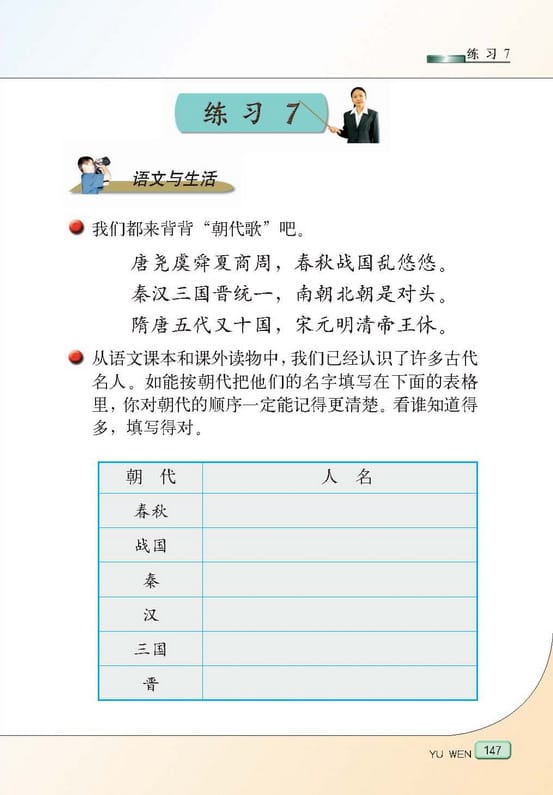 练习7
练习7
语文与生活
我们都来背背“朝代歌”吧。
唐尧虞舜夏商周，春秋战国乱悠悠。
秦汉三国晋统一，南朝北朝是对头。
隋唐五代又十国，宋元明清帝王休。
从语文课本和课外读物中，我们已经认识了许多古代
名人。如能按朝代把他们的名字填写在下面的表格
里，你对朝代的顺序一定能记得更清楚。看谁知道得
多，填写得对。
朝代 人名
春秋
战国
秦
汉
三国
晋
YU WEN 147